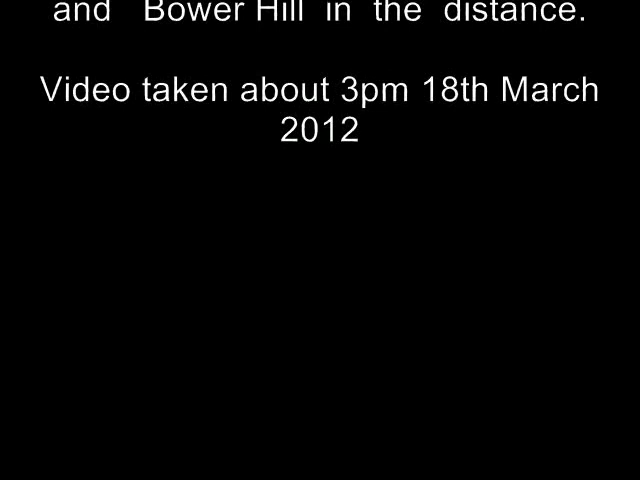 and Bower Hill in the distance.
Video taken about 3pm 18th March
2012